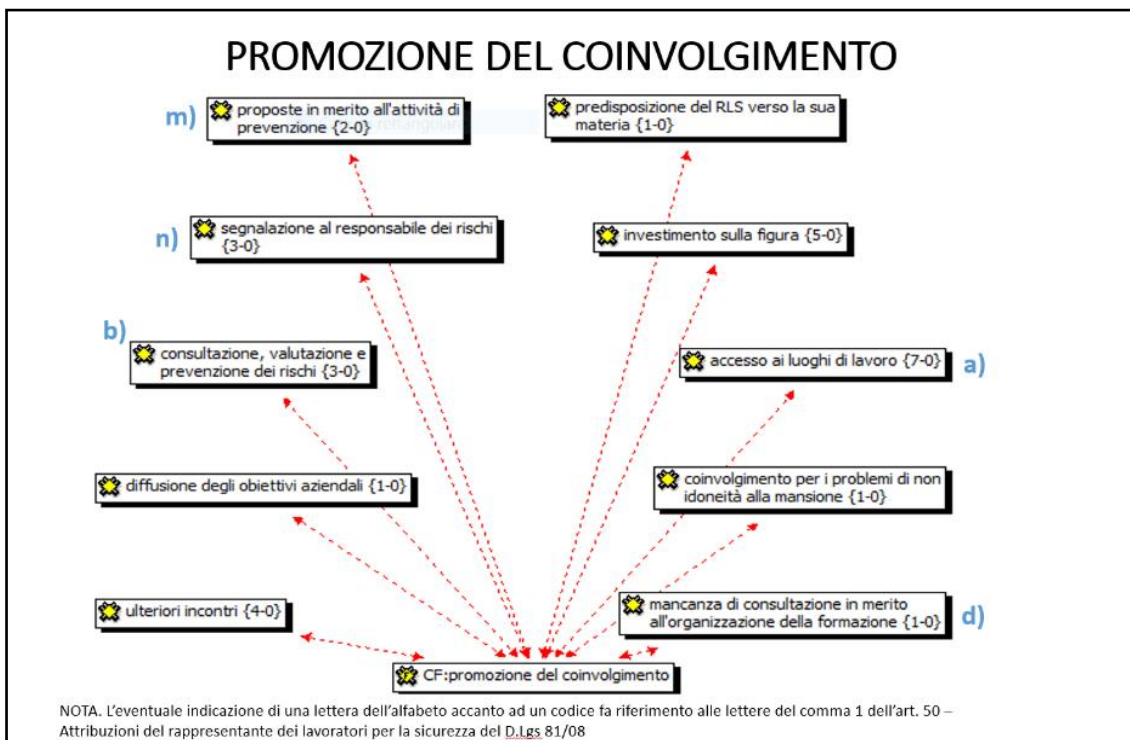 PROMOZIONE DEL COINVOLGIMENTO
m)
proposte in merito all'attività di
prevenzione {2-0}
predisposizione del RLS verso la sua
materia {1-0}
n)
segnalazione al responsabile dei rischi
{3-0}
investimento sulla figura {5-0}
b)
consultazione, valutazione e
prevenzione dei rischi {3-0}
accesso ai luoghi di lavoro {7-0}
a)
diffusione degli obiettivi aziendali {1-0}
coinvolgimento per i problemi di non
idoneità alla mansione {1-0}
ulteriori incontri {4-0}
mancanza di consultazione in merito
all'organizzazione della formazione {1-0}
d)
CF:promozione del coinvolgimento
NOTA. L'eventuale indicazione di una lettera dell'alfabeto accanto ad un codice fa riferimento alle lettere del comma 1 dell'art. 50 –
Attribuzioni del rappresentante dei lavoratori per la sicurezza del D.Lgs 81/08